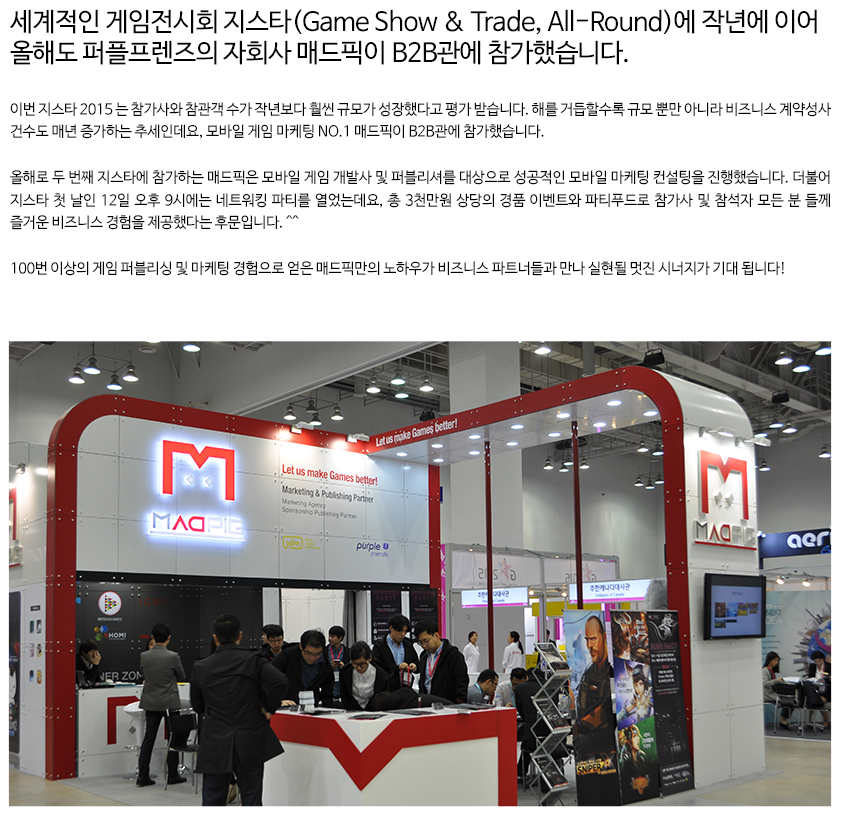 세계적인 게임전시회 지스타(Game Show & Trade, All-Round)에 작년에 이어
올해도 퍼플프렌즈의 자회사 매드픽이 B2B관에 참가했습니다.
이번 지스타 2015 는 참가사와 참관객 수가 작년보다 훨씬 규모가 성장했다고 평가 받습니다. 해를 거듭할수록 규모 뿐만 아니라 비즈니스 계약성사
건수도 매년 증가하는 추세인데요, 모바일 게임 마케팅 NO.1 매드픽이 B2B관에 참가했습니다.
올해로 두 번째 지스타에 참가하는 매드픽은 모바일 게임 개발사 및 퍼블리셔를 대상으로 성공적인 모바일 마케팅 컨설팅을 진행했습니다. 더불어
지스타 첫 날인 12일 오후 9시에는 네트워킹 파티를 열었는데요, 총 3천만원 상당의 경품 이벤트와 파티푸드로 참가사 및 참석자 모든 분 들께
즐거운 비즈니스 경험을 제공했다는 후문입니다. ^^
100번 이상의 게임 퍼블리싱 및 마케팅 경험으로 얻은 매드픽만의 노하우가 비즈니스 파트너들과 만나 실현될 멋진 시너지가 기대 됩니다!
Let us make Games better!
M
MADPIG
Let us make Games better!
Marketing & Publishing Partner
Marketing Agency
Sponsorship Publishing Partner
purple friends
M
MADPIG
aer
주한캐나다대사관
Embassy of Canada
MOMI
NER ZON
SNIPER